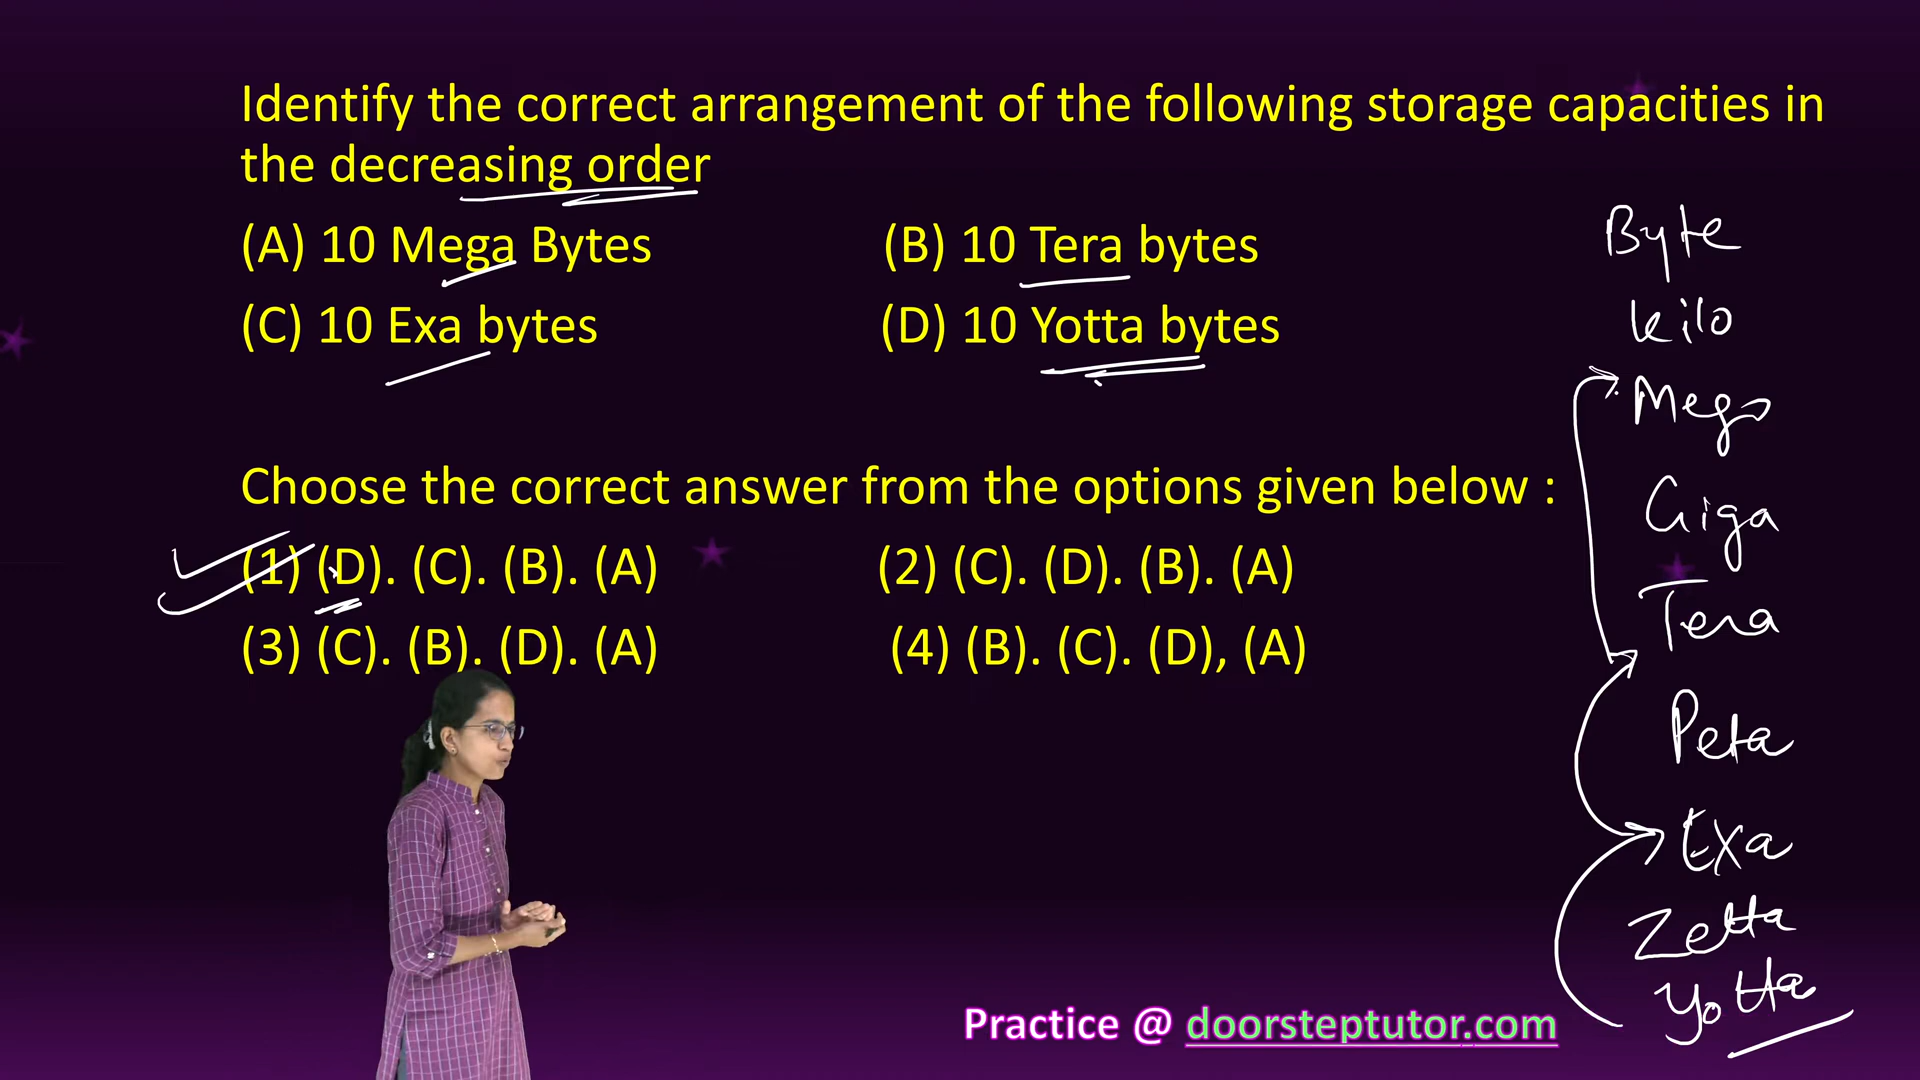 Identify the correct arrangement of the following storage capacities in
the decreasing order
(A) 10 Mega Bytes (B) 10 Tera bytes
(C) 10 Exa bytes (D) 10 Yotta bytes
Choose the correct answer from the options given below :
(1) (D). (C). (B). (A) (2) (C). (D). (B). (A)
(3) (C). (B). (D). (A) (4) (B). (C). (D), (A)
Byte
kilo
Mega
Giga
Tera
Peta
Exa
Zetta
Yotta
Practice @ doorsteptutor.com